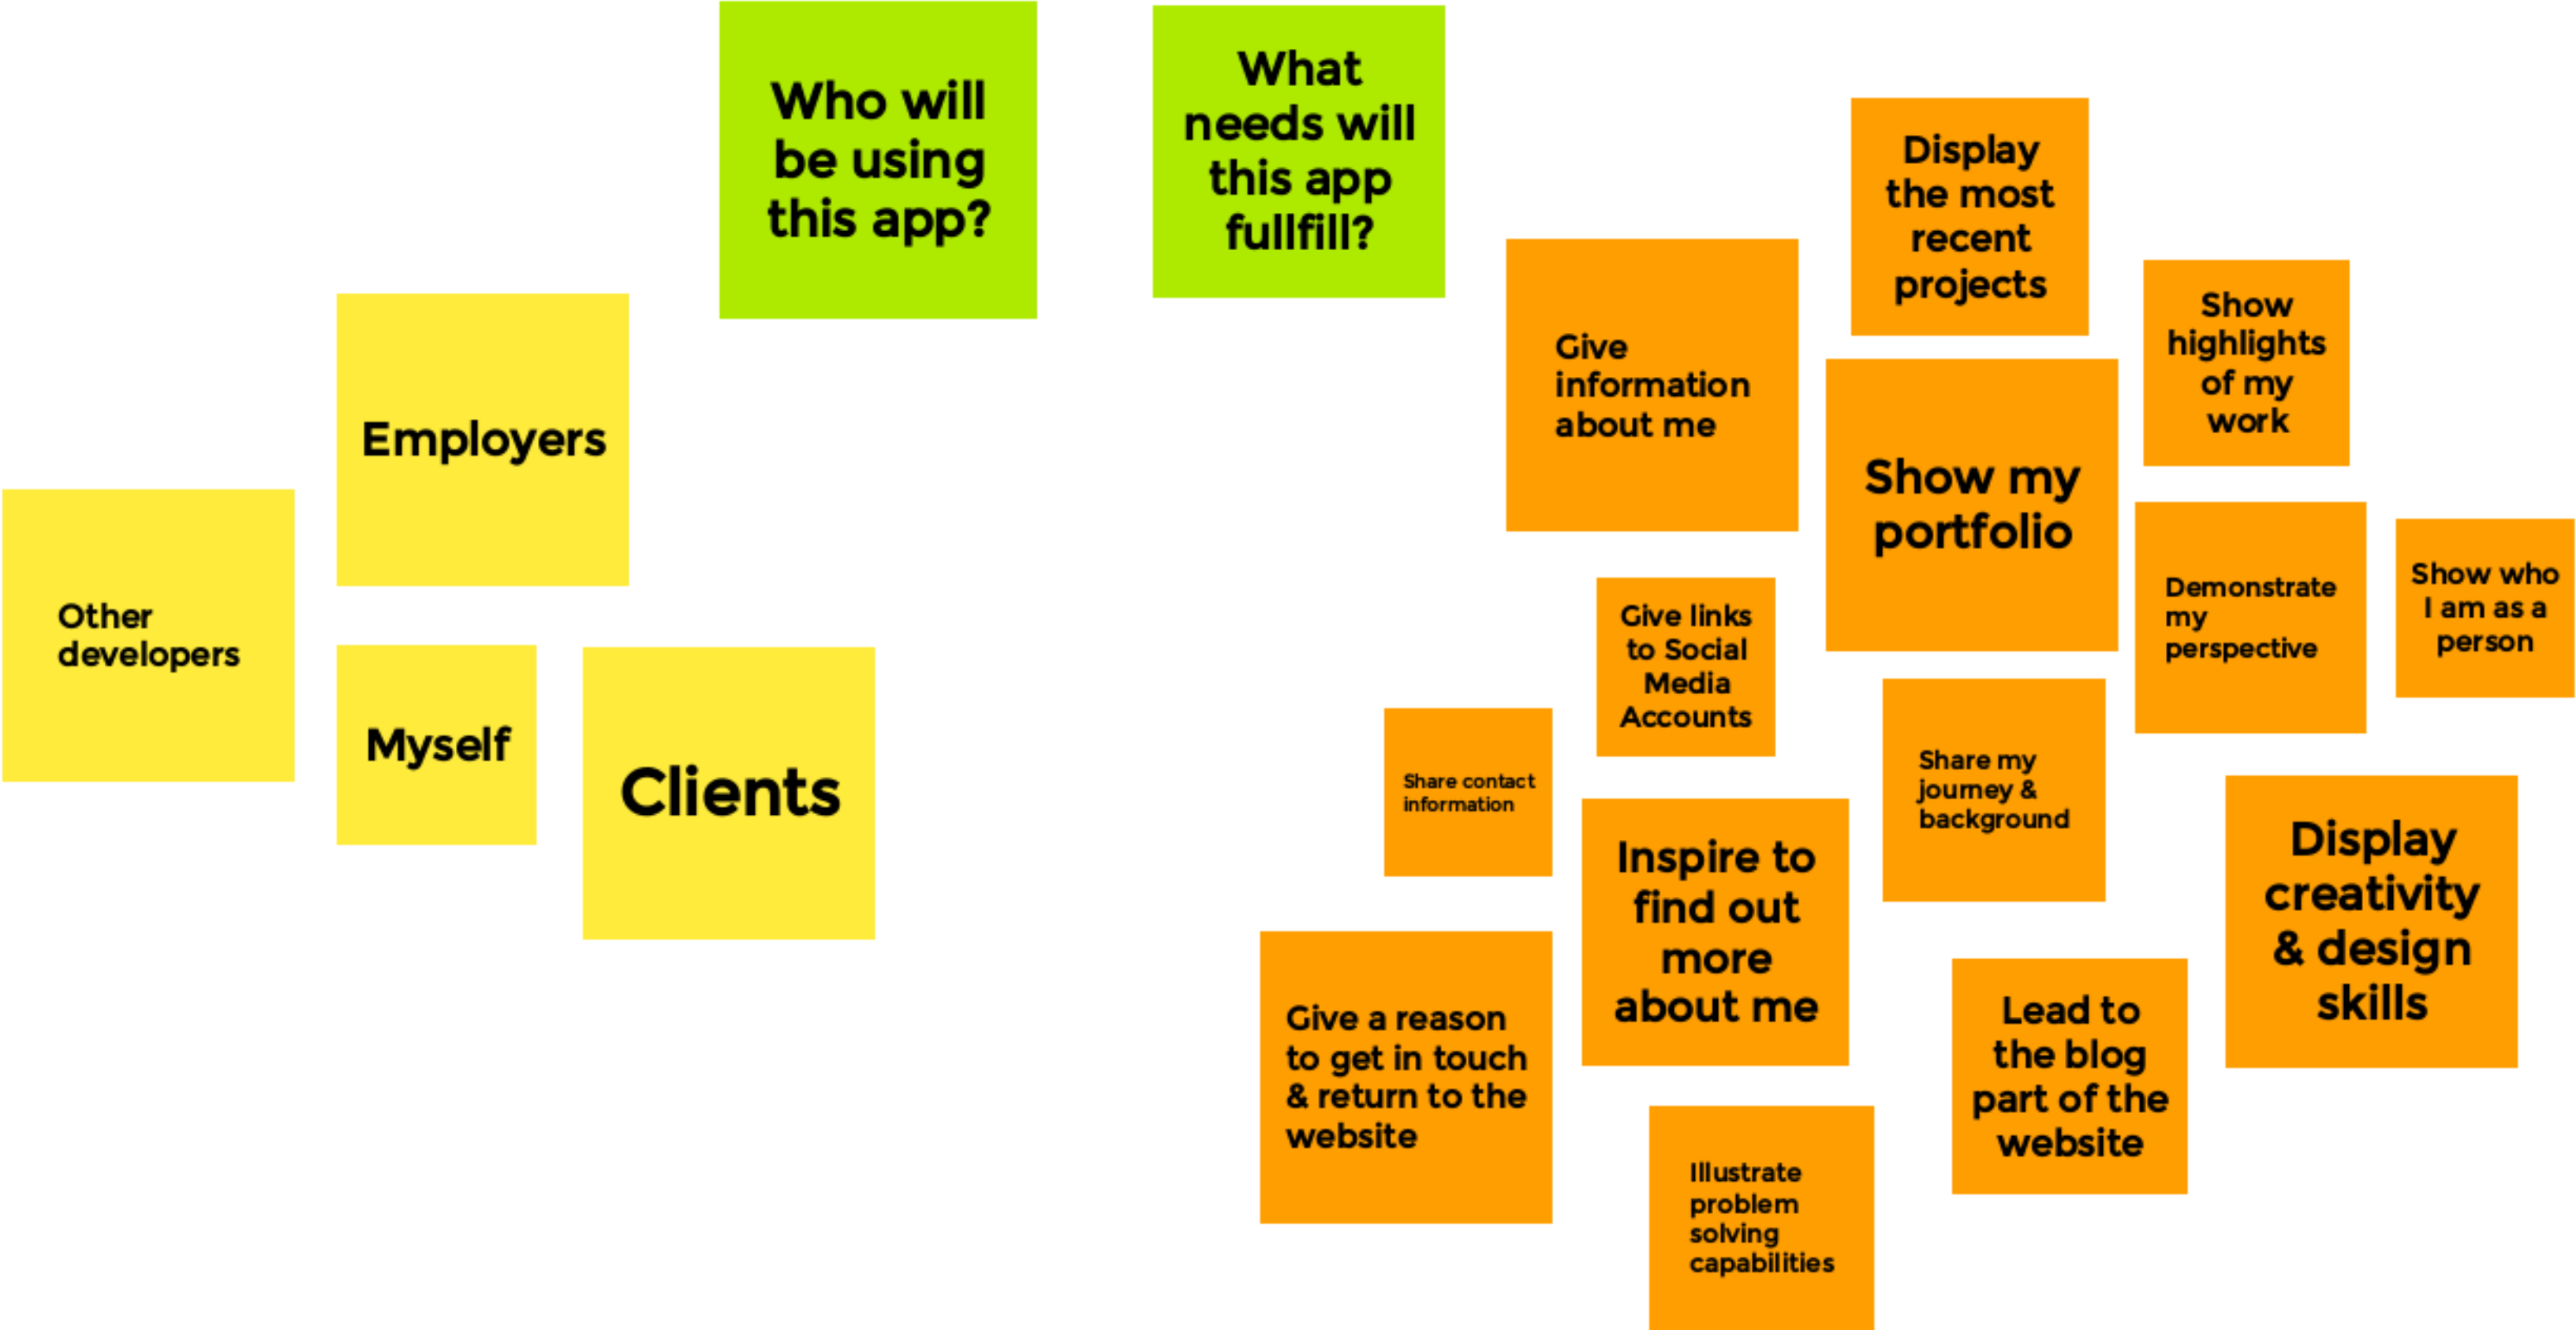 Who will
be using
this app?
What
needs will
this app
fullfill?
Employers
Other
developers
Myself
Clients
Display
the most
recent
projects
Give
information
about me
Show
highlights
of my
work
Show my
portfolio
Demonstrate
my
perspective
Show who
I am as a
person
Give links
to Social
Media
Accounts
Share contact
information
Share my
journey &
background
Inspire to
find out
more
about me
Display
creativity
& design
skills
Give a reason
to get in touch
& return to the
website
Lead to
the blog
part of the
website
Illustrate
problem
solving
capabilities